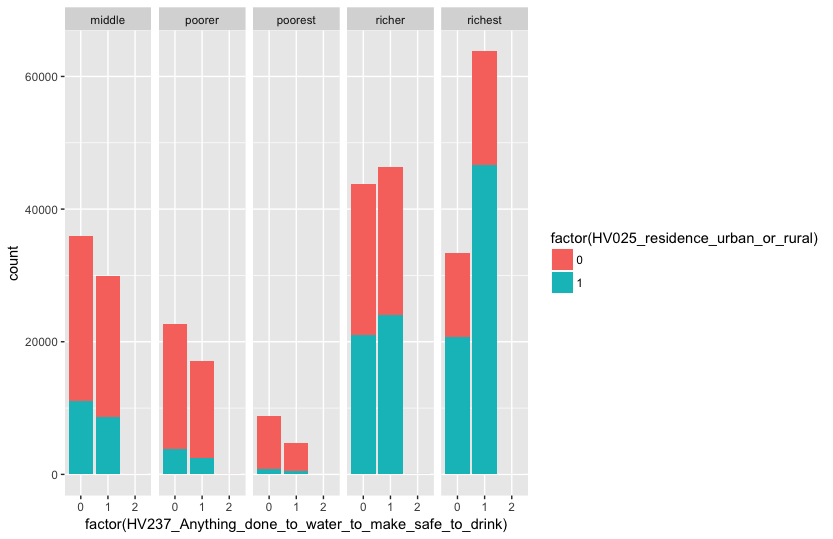 middle poorer poorest richer richest
60000
40000
20000
0
count
0 1 2 0 1 2 0 1 2 0 1 2 0 1 2
factor(HV237_Anything_done_to_water_to_make_safe_to_drink)
factor(HV025_residence_urban_or_rural)
0
1